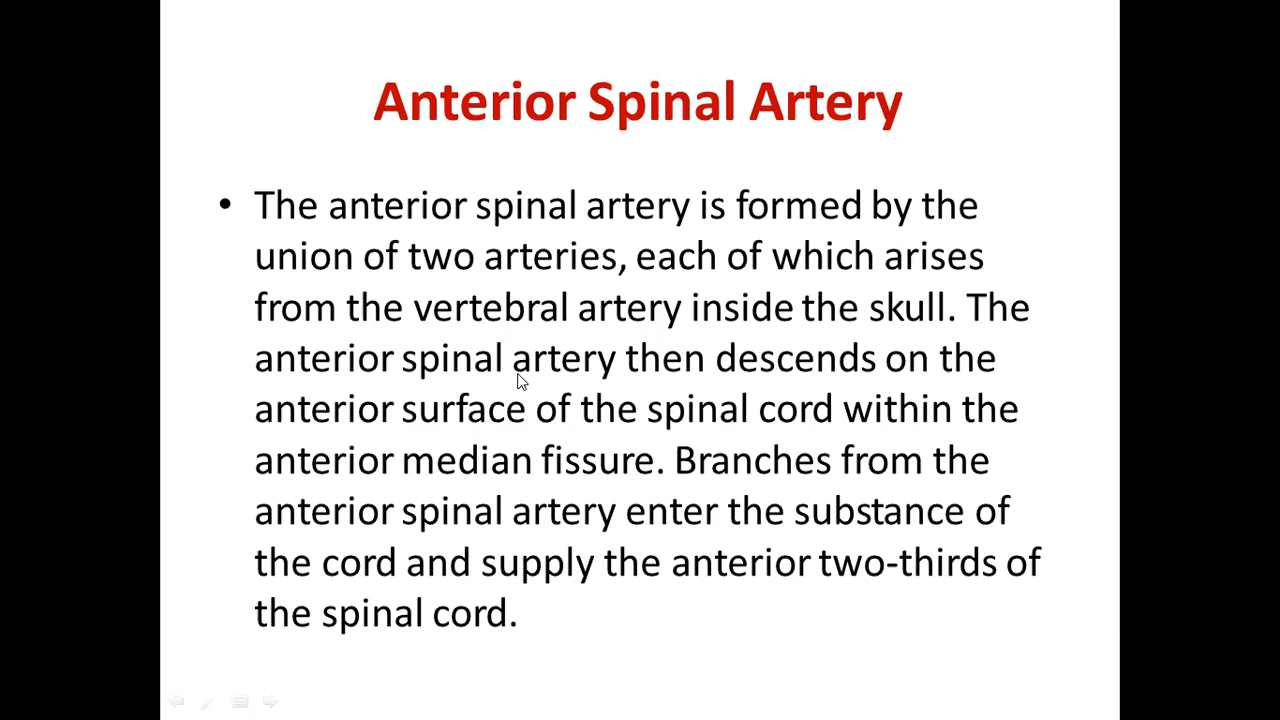 Anterior Spinal Artery
• The anterior spinal artery is formed by the
union of two arteries, each of which arises
from the vertebral artery inside the skull. The
anterior spinal artery then descends on the
anterior surface of the spinal cord within the
anterior median fissure. Branches from the
anterior spinal artery enter the substance of
the cord and supply the anterior two-thirds of
the spinal cord.